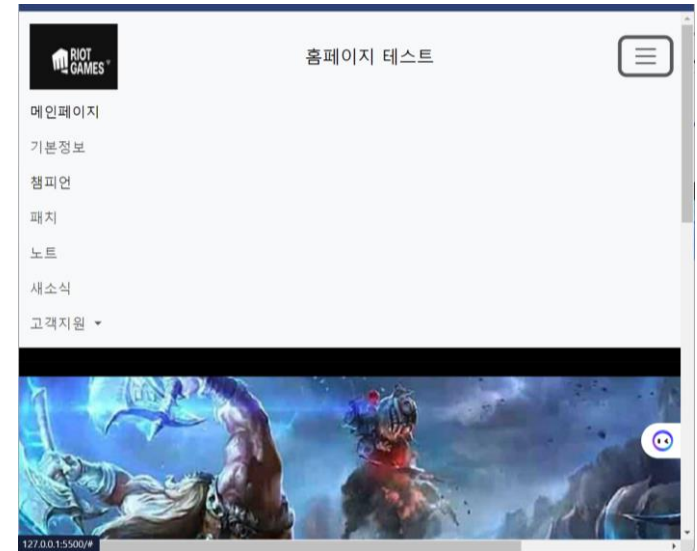 RIOT
GAMES
홈페이지 테스트
메인페이지
기본정보
챔피언
패치
노트
새소식
고객지원
127.0.0.1:5500/#